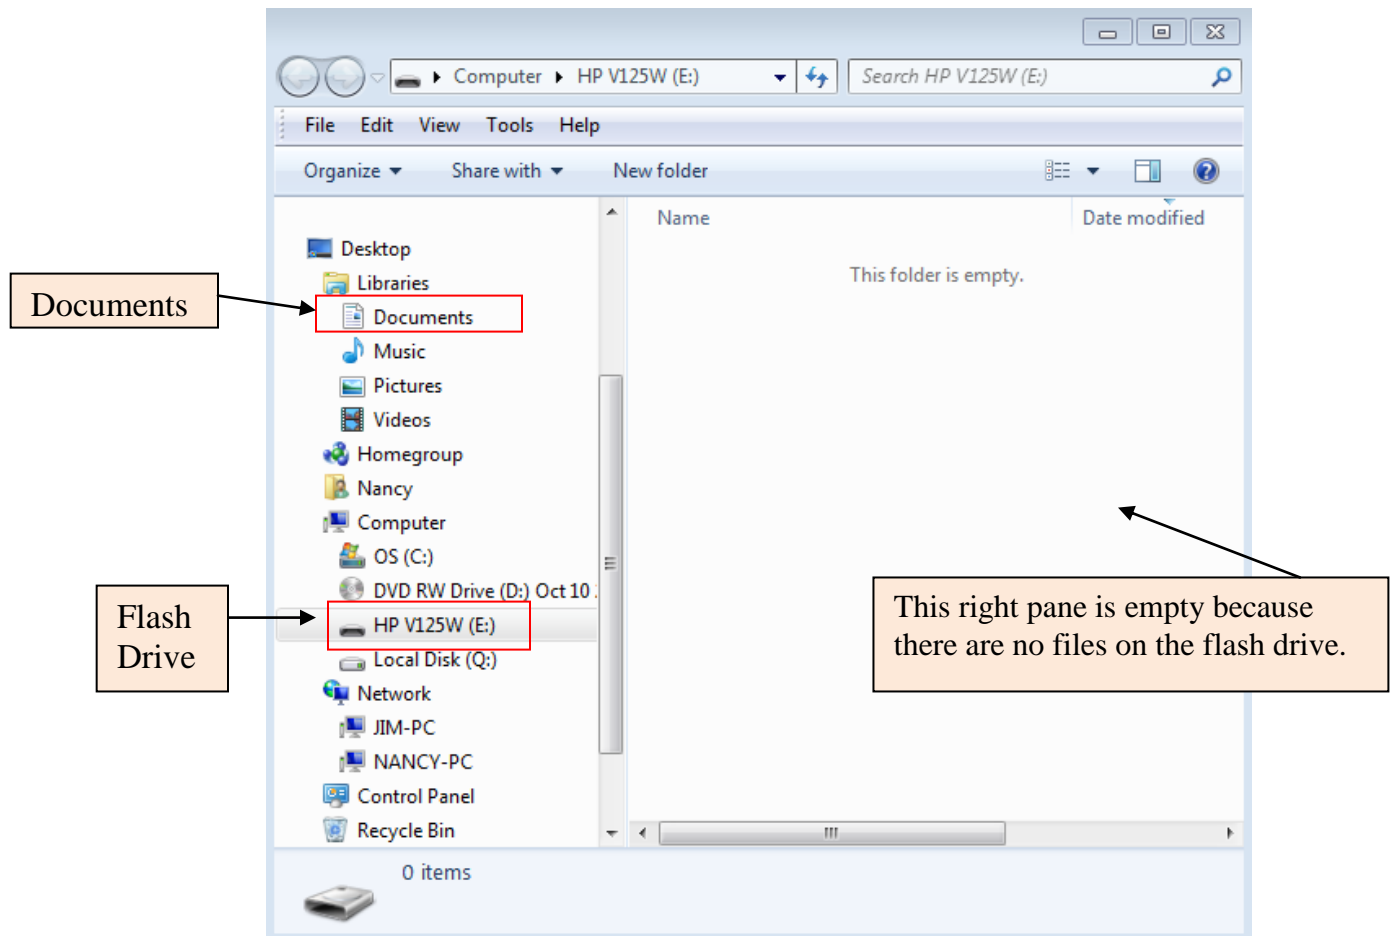 Computer HP V125W (E:)
Search HP V125W (E:)
File Edit View Tools Help
Organize Share with New folder
Name Date modified
This folder is empty.
Desktop
Libraries
Documents
Documents
Music
Pictures
Videos
Homegroup
Nancy
Computer
OS (C:)
DVD RW Drive (D:) Oct 10
Flash
Drive
HP V125W (E:)
Local Disk (Q:)
Network
JIM-PC
NANCY-PC
Control Panel
Recycle Bin
This right pane is empty because
there are no files on the flash drive.
0 items